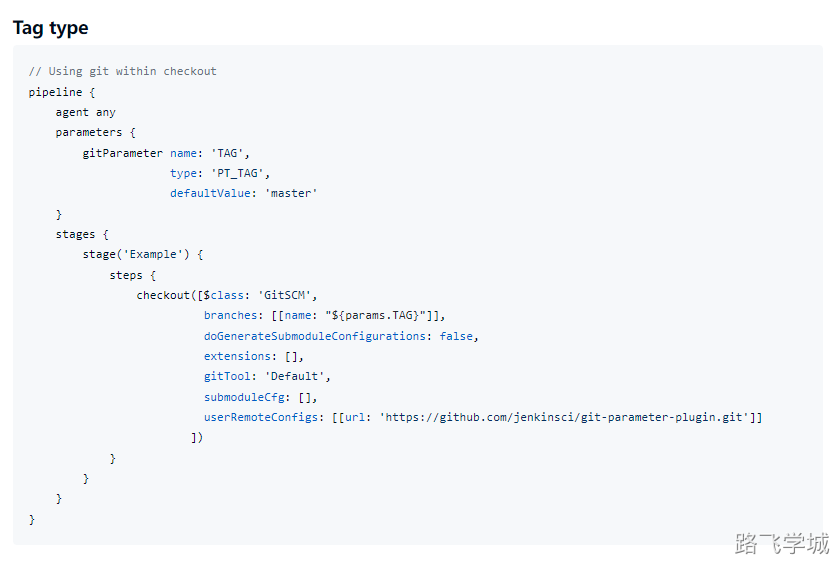 Tag type
// Using git within checkout
pipeline {
    agent any
    parameters {
        gitParameter name: 'TAG',
                     type: 'PT_TAG',
                     defaultValue: 'master'
    }
    stages {
        stage('Example') {
            steps {
                checkout([$class: 'GitSCM',
                          branches: [[name: "${params.TAG}"]],
                          doGenerateSubmoduleConfigurations: false,
                          extensions: [],
                          gitTool: 'Default',
                          submoduleCfg: [],
                          userRemoteConfigs: [[url: 'https://github.com/jenkinsci/git-parameter-plugin.git']]
                        ])
            }
        }
    }
}
路飞学城